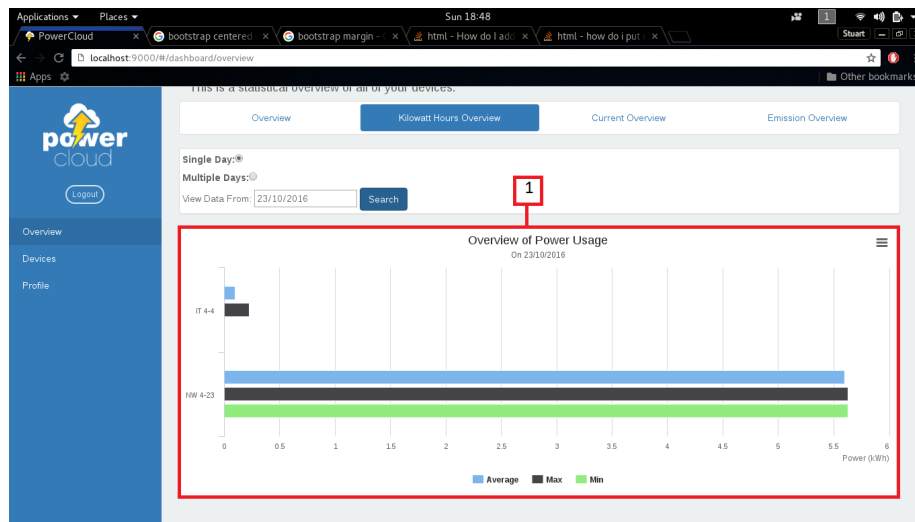 Applications Places Sun 18:48 1
PowerCloud × bootstrap centered × bootstrap margin - × html - How do I add × html - how do i put × Stuart
localhost:9000/#/dashboard/overview
Apps Other bookmarks
This is a statistical overview of all of your devices.
power
cloud
Logout
Overview
Devices
Profile
Overview Kilowatt Hours Overview Current Overview Emission Overview
Single Day:
Multiple Days:
View Data From: 23/10/2016 Search
1
Overview of Power Usage
On 23/10/2016
IT 4-4
NW 4-23
0 0.5 1 1.5 2 2.5 3 3.5 4 4.5 5 5.5 6
Power (kWh)
Average Max Min